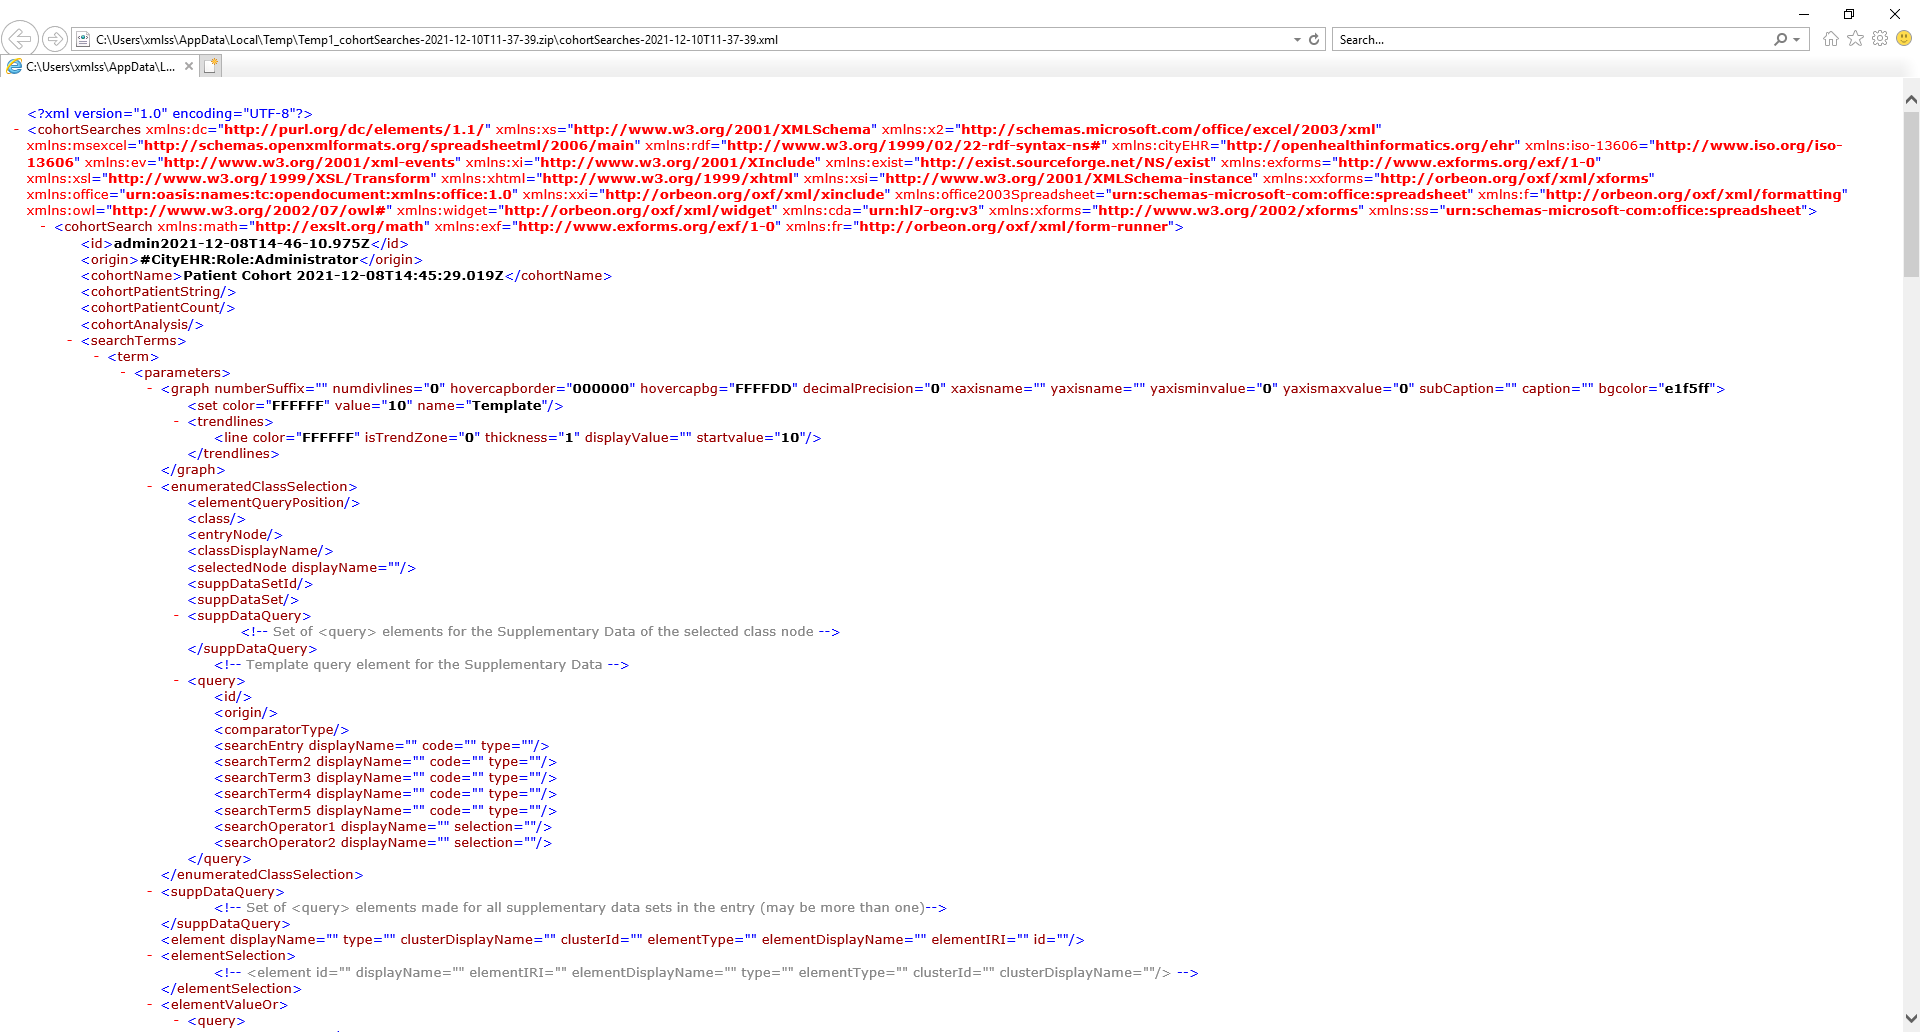 C:\Users\xmlss\AppData\Local\Temp\Temp1_cohortSearches-2021-12-10T11-37-39.zip\cohortSearches-2021-12-10T11-37-39.xml
Search...
C:\Users\xmlss\AppData\L...
<?xml version="1.0" encoding="UTF-8"?>
- <cohortSearches xmlns:dc="http://purl.org/dc/elements/1.1/" xmlns:xs="http://www.w3.org/2001/XMLSchema" xmlns:x2="http://schemas.microsoft.com/office/excel/2003/xml"
xmlns:msexcel="http://schemas.openxmlformats.org/spreadsheetml/2006/main" xmlns:rdf="http://www.w3.org/1999/02/22-rdf-syntax-ns#" xmlns:cityEHR="http://openhealthinformatics.org/ehr" xmlns:iso-13606="http://www.iso.org/iso-
13606" xmlns:ev="http://www.w3.org/2001/xml-events" xmlns:xi="http://www.w3.org/2001/XInclude" xmlns:exist="http://exist.sourceforge.net/NS/exist" xmlns:exforms="http://www.exforms.org/exf/1-0"
xmlns:xsl="http://www.w3.org/1999/XSL/Transform" xmlns:xhtml="http://www.w3.org/1999/xhtml" xmlns:xsi="http://www.w3.org/2001/XMLSchema-instance" xmlns:xxforms="http://orbeon.org/oxf/xml/xforms"
xmlns:office="urn:oasis:names:tc:opendocument:xmlns:office:1.0" xmlns:xxi="http://orbeon.org/oxf/xml/xinclude" xmlns:office2003Spreadsheet="urn:schemas-microsoft-com:office:spreadsheet" xmlns:f="http://orbeon.org/oxf/xml/formatting"
xmlns:owl="http://www.w3.org/2002/07/owl#" xmlns:widget="http://orbeon.org/oxf/xml/widget" xmlns:cda="urn:hl7-org:v3" xmlns:xforms="http://www.w3.org/2002/xforms" xmlns:ss="urn:schemas-microsoft-com:office:spreadsheet">
- <cohortSearch xmlns:math="http://exslt.org/math" xmlns:exf="http://www.exforms.org/exf/1-0" xmlns:fr="http://orbeon.org/oxf/xml/form-runner">
<id>admin2021-12-08T14-46-10.975Z</id>
<origin>#CityEHR:Role:Administrator</origin>
<cohortName>Patient Cohort 2021-12-08T14:45:29.019Z</cohortName>
<cohortPatientString/>
<cohortPatientCount/>
<cohortAnalysis/>
- <searchTerms>
- <term>
- <parameters>
- <graph numberSuffix="" numdivlines="0" hovercapborder="000000" hovercapbg="FFFFDD" decimalPrecision="0" xaxisname="" yaxisname="" yaxisminvalue="0" yaxismaxvalue="0" subCaption="" caption="" bgcolor="e1f5ff">
<set color="FFFFFF" value="10" name="Template"/>
- <trendlines>
<line color="FFFFFF" isTrendZone="0" thickness="1" displayValue="" startvalue="10"/>
</trendlines>
</graph>
- <enumeratedClassSelection>
<elementQueryPosition/>
<class/>
<entryNode/>
<classDisplayName/>
<selectedNode displayName=""/>
<suppDataSetId/>
<suppDataSet/>
- <suppDataQuery>
<!-- Set of <query> elements for the Supplementary Data of the selected class node -->
</suppDataQuery>
<!-- Template query element for the Supplementary Data -->
- <query>
<id/>
<origin/>
<comparatorType/>
<searchEntry displayName="" code="" type=""/>
<searchTerm2 displayName="" code="" type=""/>
<searchTerm3 displayName="" code="" type=""/>
<searchTerm4 displayName="" code="" type=""/>
<searchTerm5 displayName="" code="" type=""/>
<searchOperator1 displayName="" selection=""/>
<searchOperator2 displayName="" selection=""/>
</query>
</enumeratedClassSelection>
- <suppDataQuery>
<!-- Set of <query> elements made for all supplementary data sets in the entry (may be more than one)-->
</suppDataQuery>
<element displayName="" type="" clusterDisplayName="" clusterId="" elementType="" elementDisplayName="" elementIRI="" id=""/>
- <elementSelection>
<!-- <element id="" displayName="" elementIRI="" elementDisplayName="" type="" elementType="" clusterId="" clusterDisplayName=""/> -->
</elementSelection>
- <elementValueOr>
- <query>